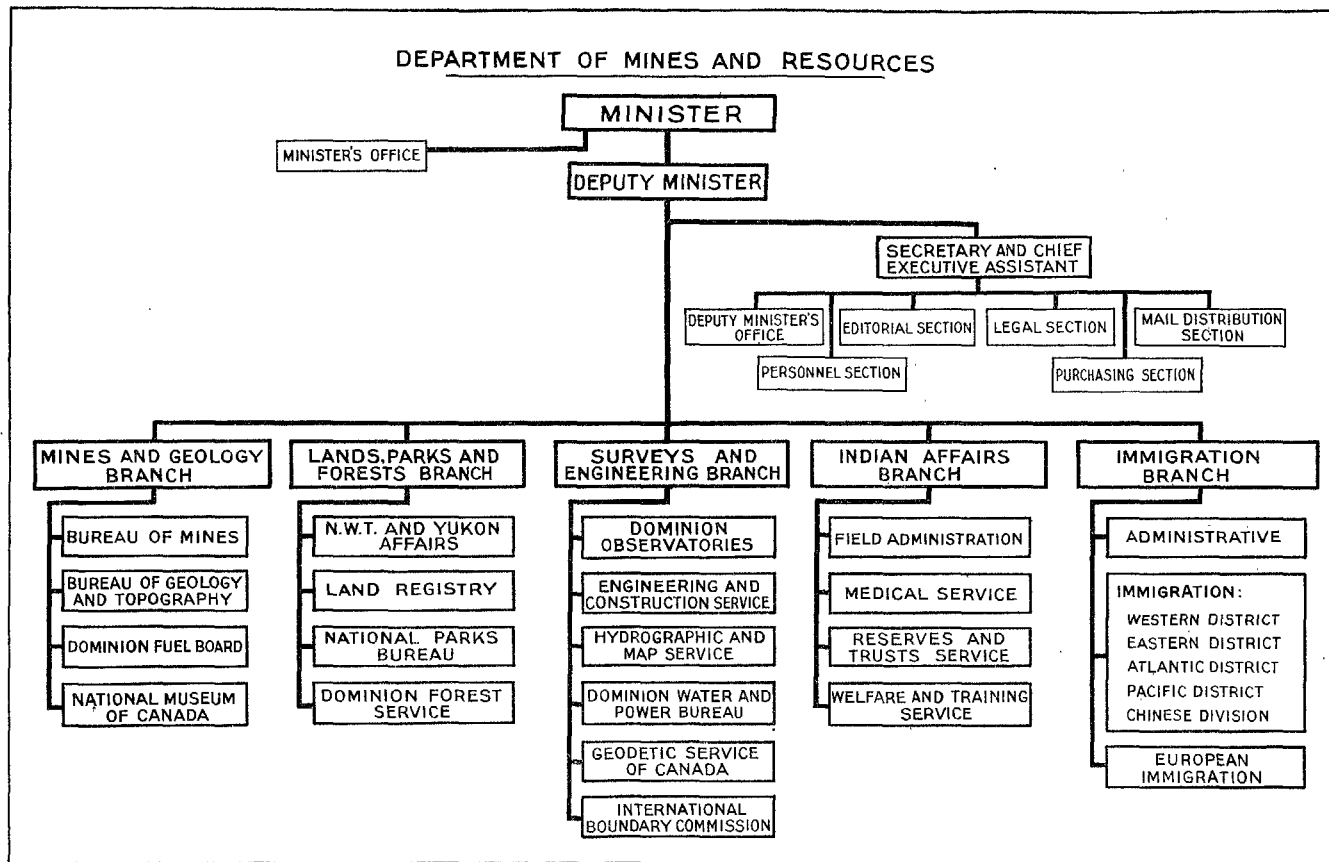 DEPARTMENT OF MINES AND RESOURCES
MINISTER
MINISTER'S OFFICE
DEPUTY MINISTER
SECRETARY AND CHIEF
EXECUTIVE ASSISTANT
DEPUTY MINISTER'S
OFFICE
EDITORIAL SECTION
LEGAL SECTION
MAIL DISTRIBUTION
SECTION
PERSONNEL SECTION
PURCHASING SECTION
MINES AND GEOLOGY
BRANCH
BUREAU OF MINES
BUREAU OF GEOLOGY
AND TOPOGRAPHY
DOMINION FUEL BOARD
NATIONAL MUSEUM
OF CANADA
LANDS, PARKS AND
FORESTS BRANCH
N.W.T. AND YUKON
AFFAIRS
LAND REGISTRY
NATIONAL PARKS
BUREAU
DOMINION FOREST
SERVICE
SURVEYS AND
ENGINEERING BRANCH
DOMINION
OBSERVATORIES
ENGINEERING AND
CONSTRUCTION SERVICE
HYDROGRAPHIC AND
MAP SERVICE
DOMINION WATER AND
POWER BUREAU
GEODETIC SERVICE
OF CANADA
INTERNATIONAL
BOUNDARY COMMISSION
INDIAN AFFAIRS
BRANCH
FIELD ADMINISTRATION
MEDICAL SERVICE
RESERVES AND
TRUSTS SERVICE
WELFARE AND TRAINING
SERVICE
IMMIGRATION
BRANCH
ADMINISTRATIVE
IMMIGRATION:
WESTERN DISTRICT
EASTERN DISTRICT
ATLANTIC DISTRICT
PACIFIC DISTRICT
CHINESE DIVISION
EUROPEAN
IMMIGRATION